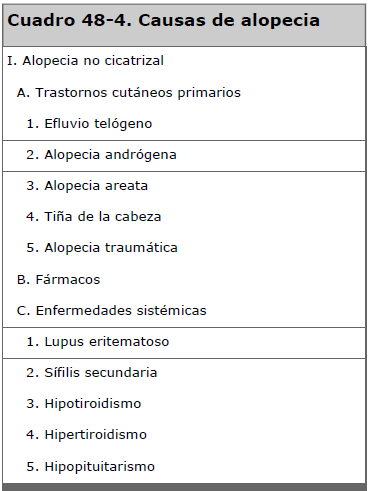 Cuadro 48-4. Causas de alopecia
I. Alopecia no cicatrizal
A. Trastornos cutáneos primarios
1. Efluvio telógeno
2. Alopecia andrógena
3. Alopecia areata
4. Tiña de la cabeza
5. Alopecia traumática
B. Fármacos
C. Enfermedades sistémicas
1. Lupus eritematoso
2. Sífilis secundaria
3. Hipotiroidismo
4. Hipertiroidismo
5. Hipopituitarismo